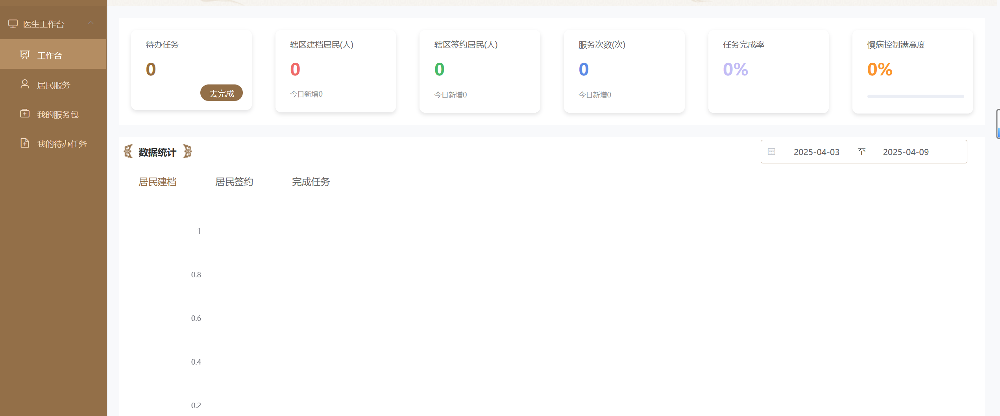 医生工作台
工作台
居民服务
我的服务包
我的待办任务
待办任务
0
去完成
辖区建档居民(人)
0
今日新增0
辖区签约居民(人)
0
今日新增0
服务次数(次)
0
今日新增0
任务完成率
0%
慢病控制满意度
0%
数据统计
2025-04-03 至 2025-04-09
居民建档 居民签约 完成任务
1
0.8
0.6
0.4
0.2